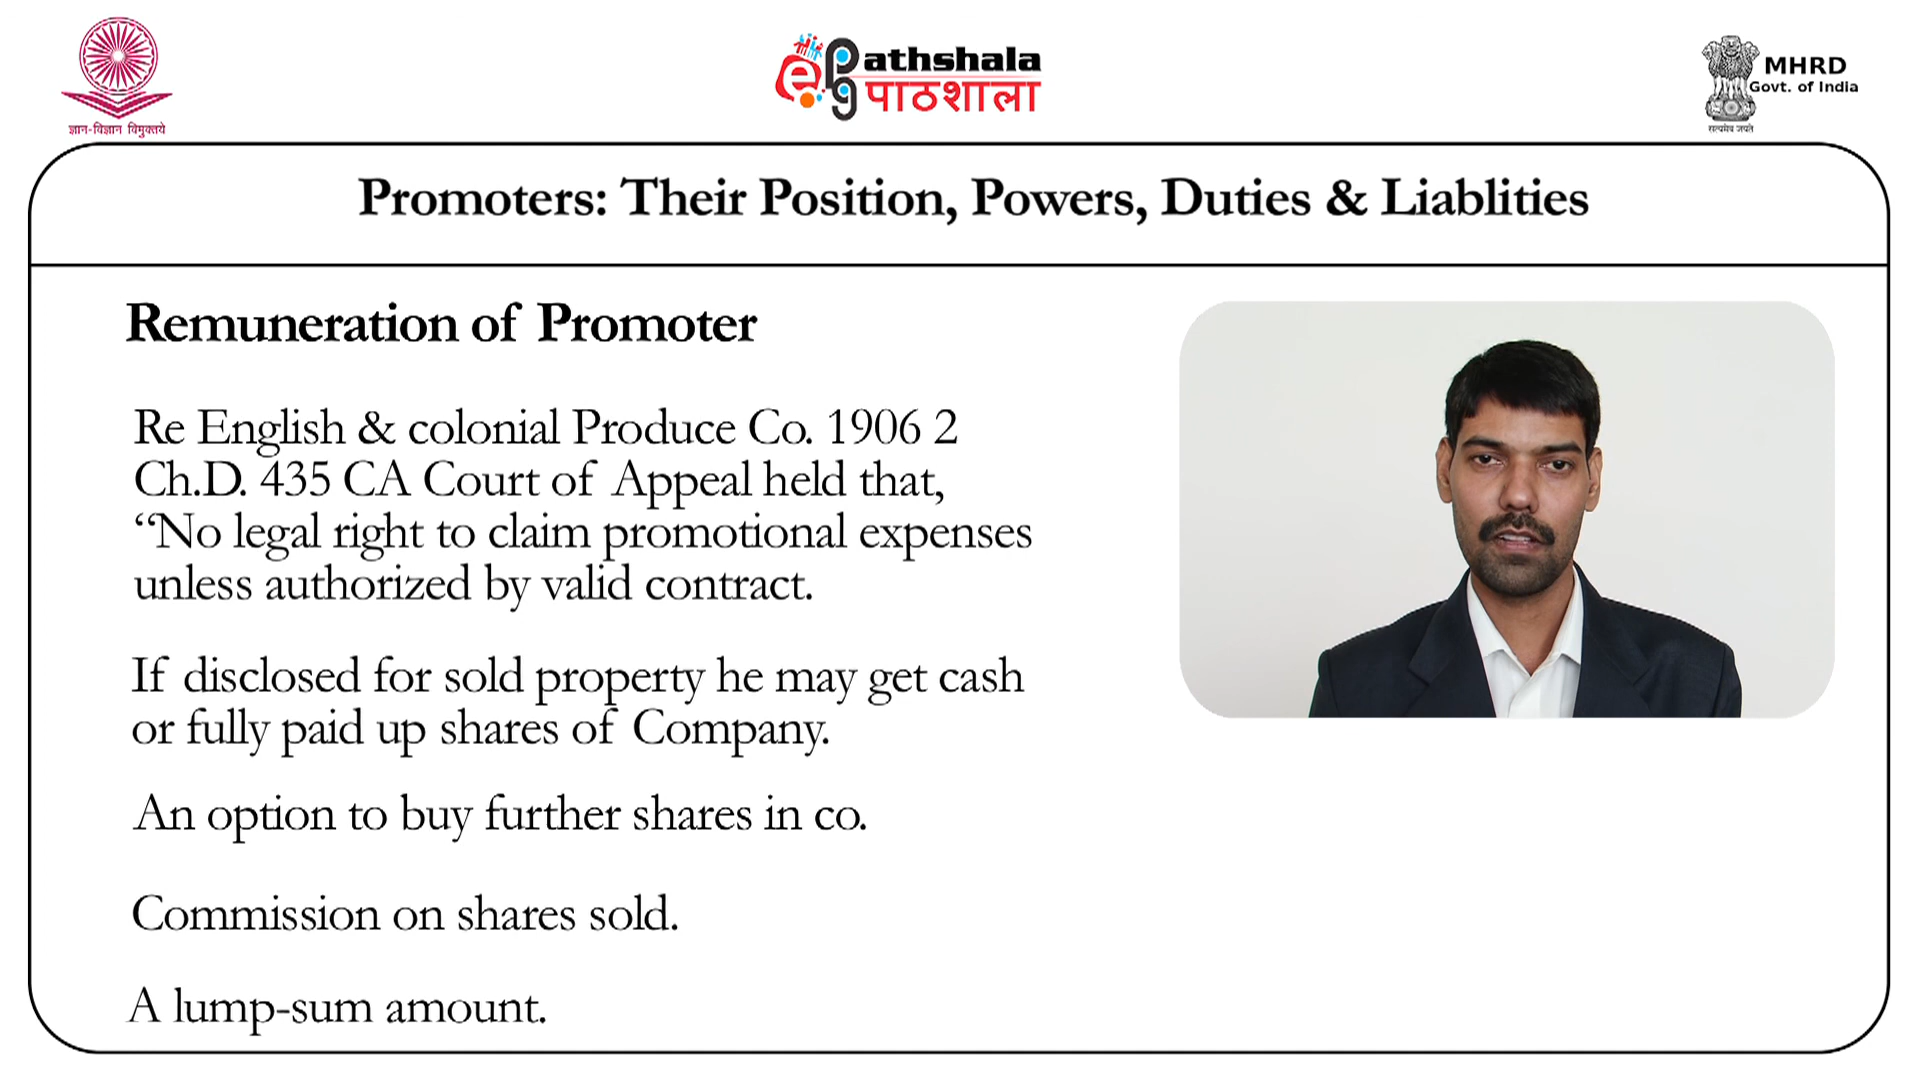 ज्ञान-विज्ञान विमुक्तये
ePathshala
पाठशाला
MHRD
Govt. of India
सत्यमेव जयते
Promoters: Their Position, Powers, Duties & Liablities
Remuneration of Promoter
Re English & colonial Produce Co. 1906 2
Ch.D. 435 CA Court of Appeal held that,
“No legal right to claim promotional expenses
unless authorized by valid contract.
If disclosed for sold property he may get cash
or fully paid up shares of Company.
An option to buy further shares in co.
Commission on shares sold.
A lump-sum amount.